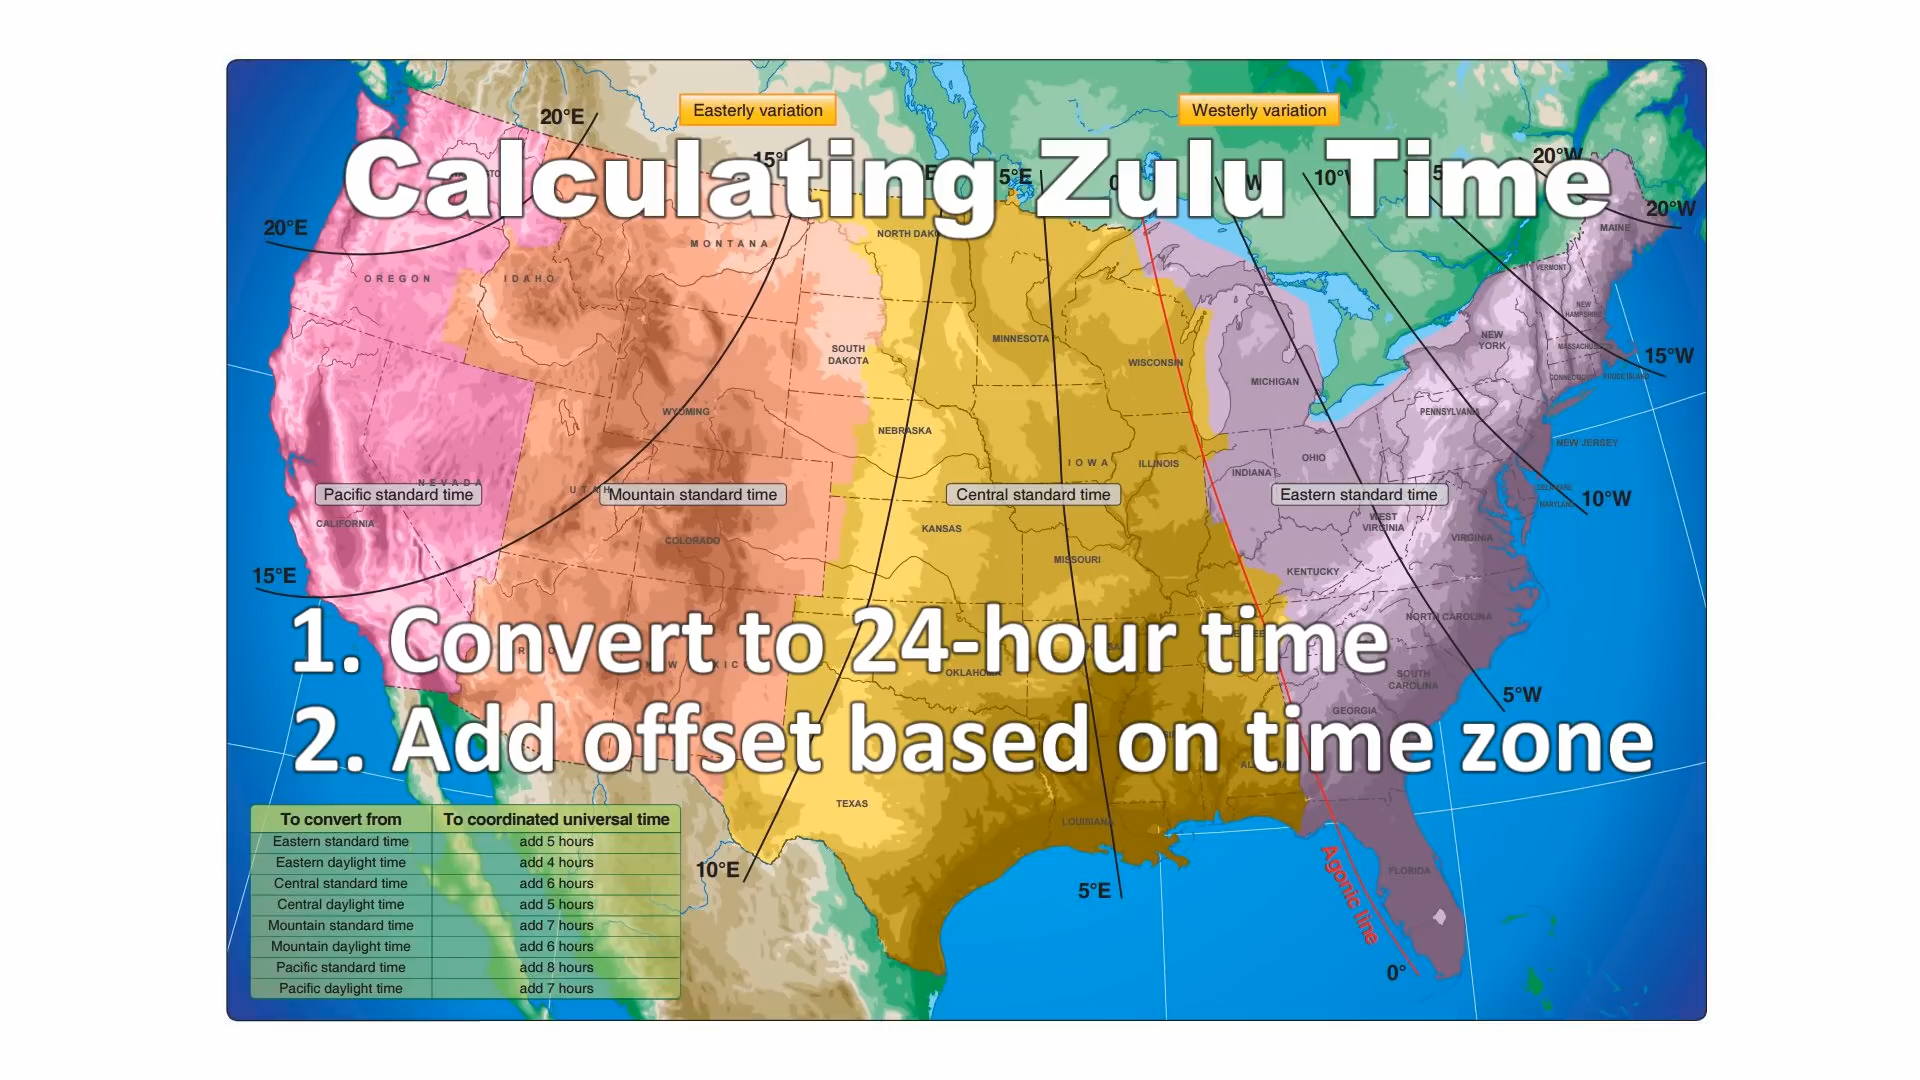 Easterly variation
Westerly variation
20°E
Calculating Zulu Time
5°E
20°W
20°E
20°W
MAINE
MONTANA
OREGON
IDAHO
VERMONT
NEW
HAMPSHIRE
NEW
YORK
MINNESOTA
SOUTH
DAKOTA
WISCONSIN
15°W
MICHIGAN
WYOMING
PENNSYLVANIA
NEBRASKA
NEW JERSEY
OHIO
IOWA
ILLINOIS
INDIANA
NEVADA
UTAH
Pacific standard time
Mountain standard time
Central standard time
Eastern standard time
10°W
MARYLAND
CALIFORNIA
KANSAS
WEST
VIRGINIA
VIRGINIA
COLORADO
MISSOURI
KENTUCKY
15°E
NORTH CAROLINA
1. Convert to 24-hour time
OKLAHOMA
SOUTH
CAROLINA
5°W
GEORGIA
2. Add offset based on time zone
TEXAS
LOUISIANA
To convert from To coordinated universal time
Eastern standard time add 5 hours
Eastern daylight time add 4 hours
Central standard time add 6 hours
Central daylight time add 5 hours
Mountain standard time add 7 hours
Mountain daylight time add 6 hours
Pacific standard time add 8 hours
Pacific daylight time add 7 hours
10°E
5°E
Agonic line
FLORIDA
0°